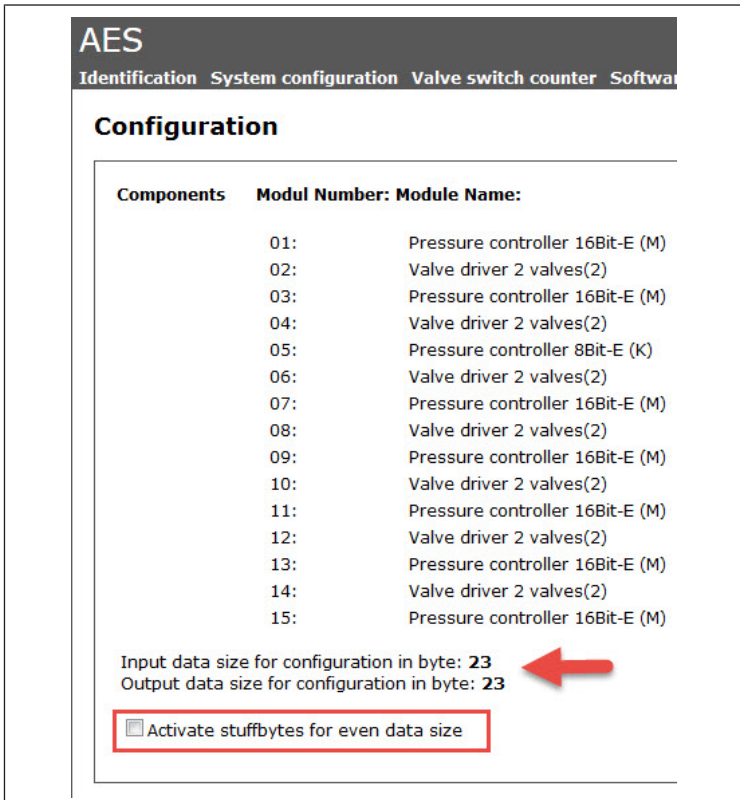 AES
Identification System configuration Valve switch counter Softwar
Configuration
Components Modul Number: Module Name:
01: Pressure controller 16Bit-E (M)
02: Valve driver 2 valves(2)
03: Pressure controller 16Bit-E (M)
04: Valve driver 2 valves(2)
05: Pressure controller 8Bit-E (K)
06: Valve driver 2 valves(2)
07: Pressure controller 16Bit-E (M)
08: Valve driver 2 valves(2)
09: Pressure controller 16Bit-E (M)
10: Valve driver 2 valves(2)
11: Pressure controller 16Bit-E (M)
12: Valve driver 2 valves(2)
13: Pressure controller 16Bit-E (M)
14: Valve driver 2 valves(2)
15: Pressure controller 16Bit-E (M)
Input data size for configuration in byte: 23
Output data size for configuration in byte: 23
Activate stuffbytes for even data size